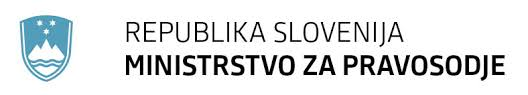 REPUBLIKA SLOVENIJA
MINISTRSTVO ZA PRAVOSODJE